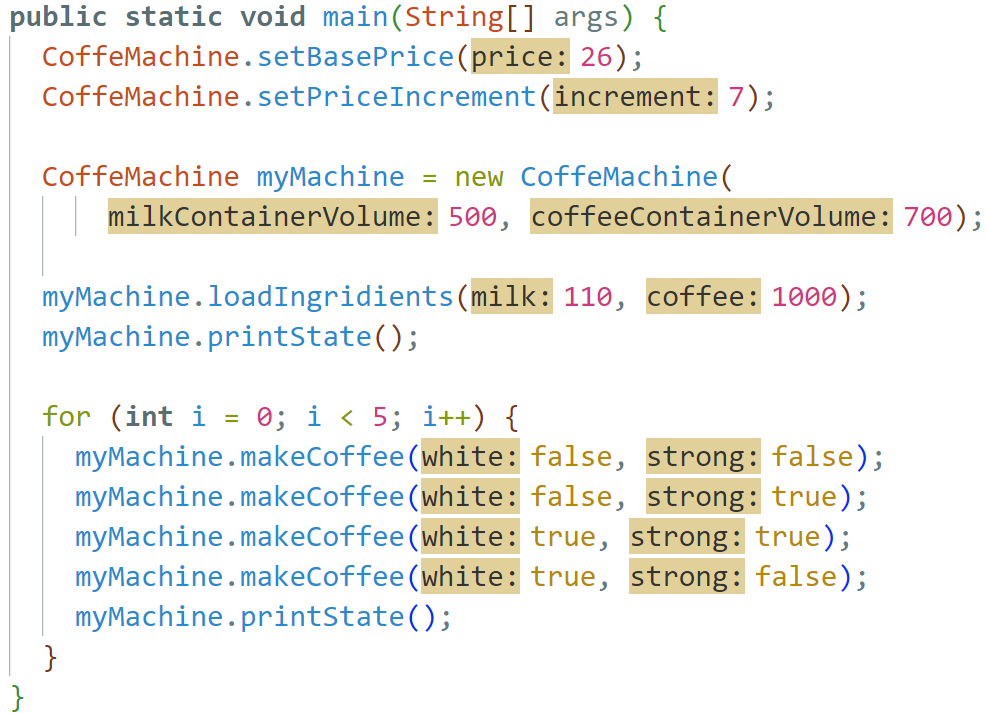 public static void main(String[] args) {
CoffeMachine.setBasePrice(price: 26);
CoffeMachine.setPriceIncrement(increment: 7);
CoffeMachine myMachine = new CoffeMachine(
milkContainerVolume: 500, coffeeContainerVolume: 700);
myMachine.loadIngridients(milk: 110, coffee: 1000);
myMachine.printState();
for (int i = 0; i < 5; i++) {
myMachine.makeCoffee(white: false, strong: false);
myMachine.makeCoffee(white: false, strong: true);
myMachine.makeCoffee(white: true, strong: true);
myMachine.makeCoffee(white: true, strong: false);
myMachine.printState();
}
}